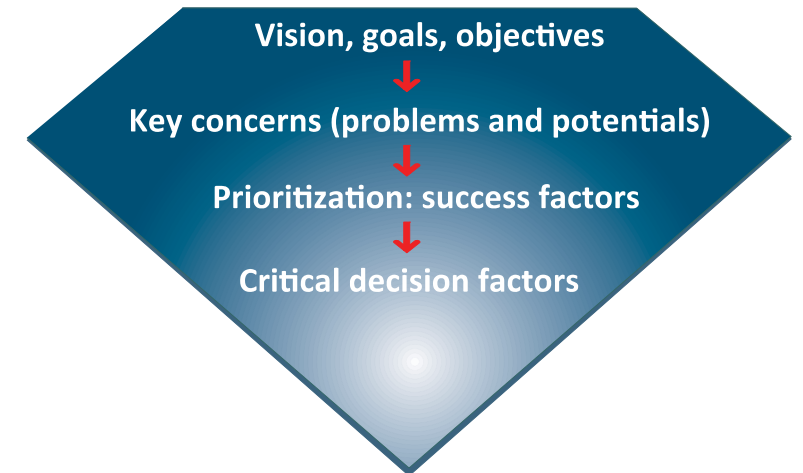 Vision, goals, objectives
Key concerns (problems and potentials)
Prioritization: success factors
Critical decision factors